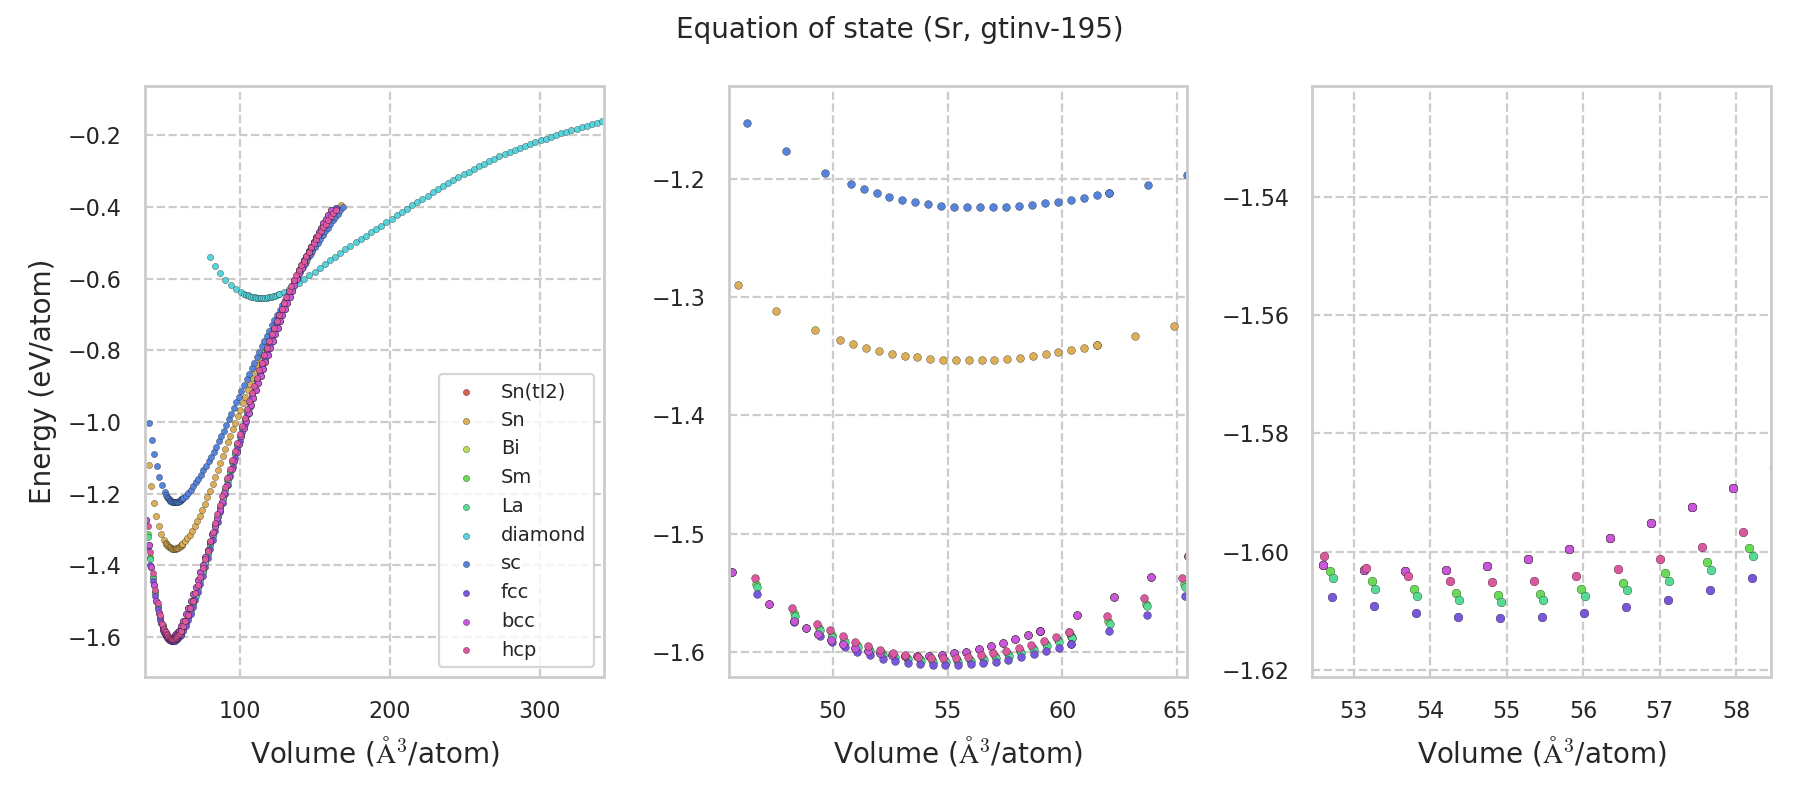 Equation of state (Sr, gtinv-195)
Energy (eV/atom)
−0.2
−0.4
−0.6
−0.8
−1.0
−1.2
−1.4
−1.6
100 200 300
Volume (Å³/atom)
Sn(tI2)
Sn
Bi
Sm
La
diamond
sc
fcc
bcc
hcp
−1.2
−1.3
−1.4
−1.5
−1.6
50 55 60 65
Volume (Å³/atom)
−1.54
−1.56
−1.58
−1.60
−1.62
53 54 55 56 57 58
Volume (Å³/atom)